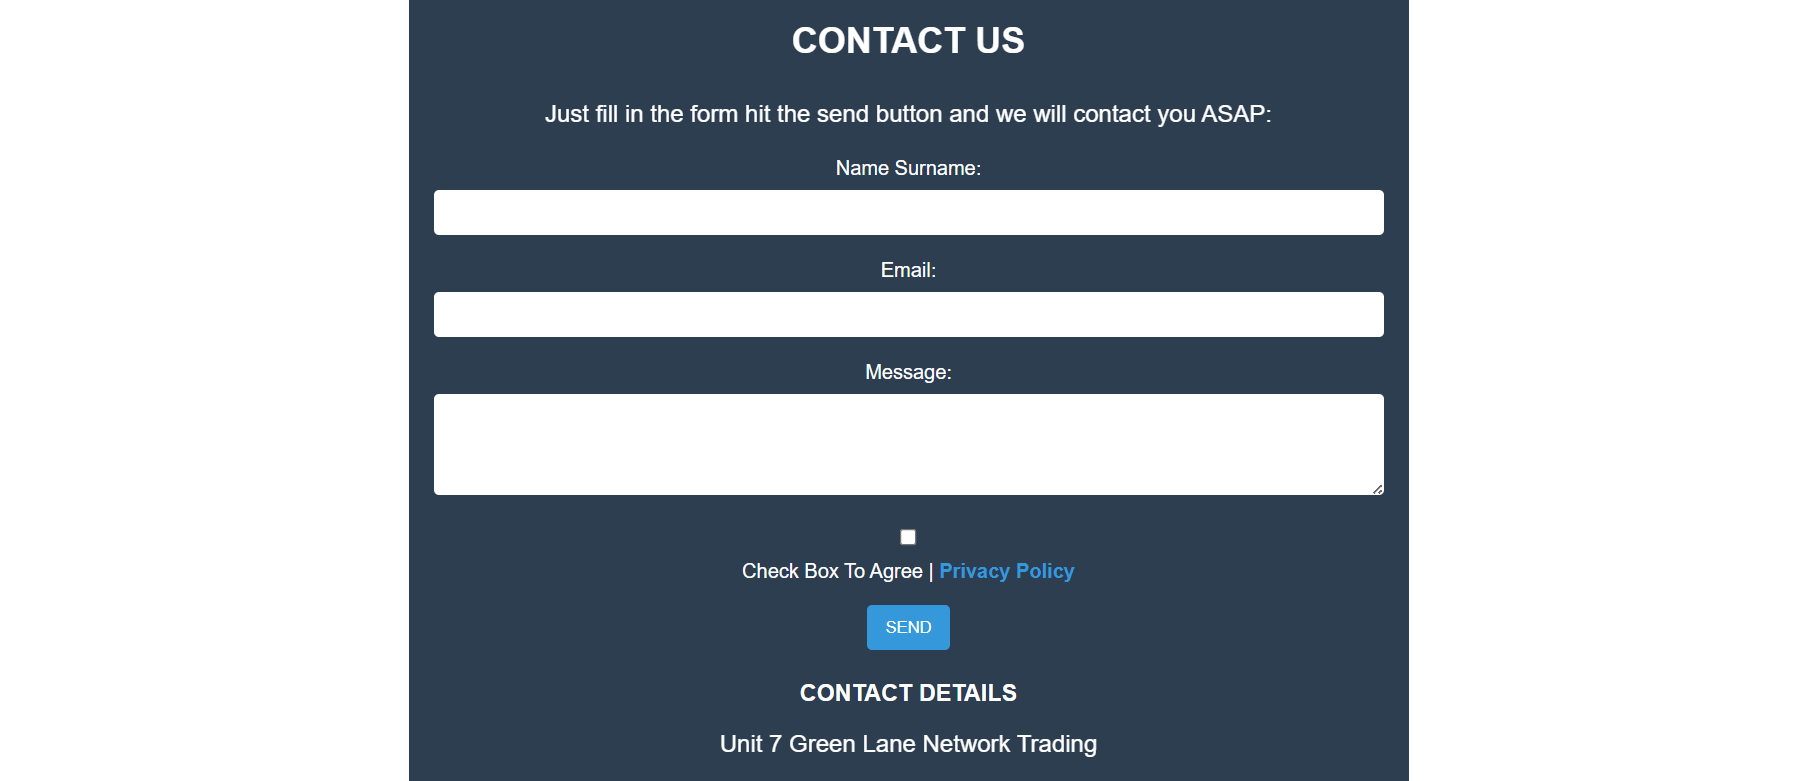 CONTACT US
Just fill in the form hit the send button and we will contact you ASAP:
Name Surname:
Email:
Message:
Check Box To Agree | Privacy Policy
SEND
CONTACT DETAILS
Unit 7 Green Lane Network Trading